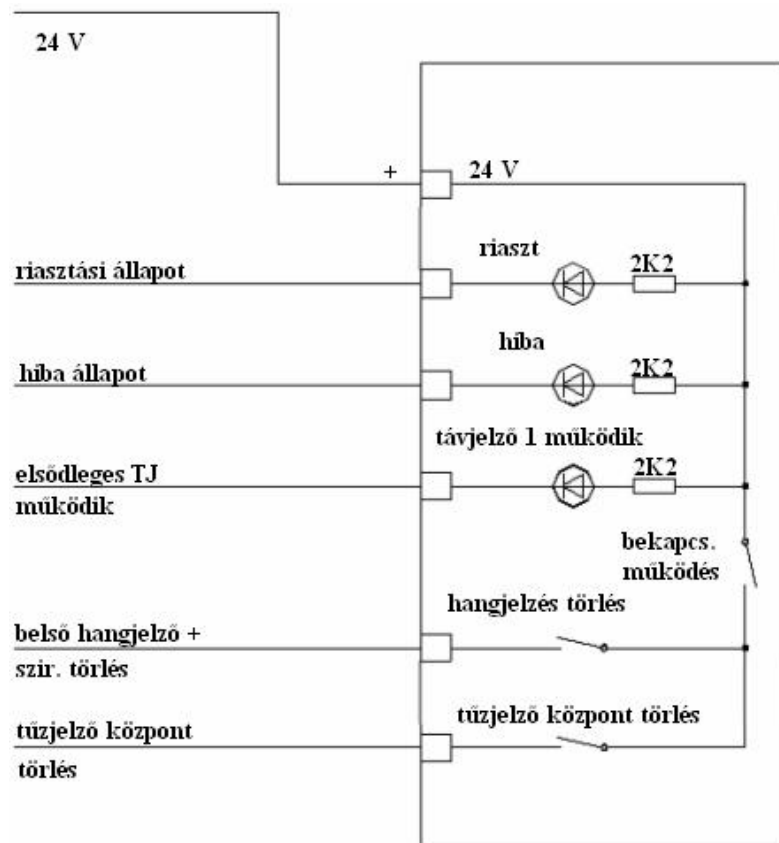 24 V
+ 24 V
riaszt
riasztási állapot
2K2
hiba
hiba állapot
2K2
távjelző 1 működik
elsődleges TJ
működik
2K2
bekapcs.
működés
hangjelzés törlés
belső hangjelző +
szir. törlés
tűzjelző központ törlés
tűzjelző központ
törlés